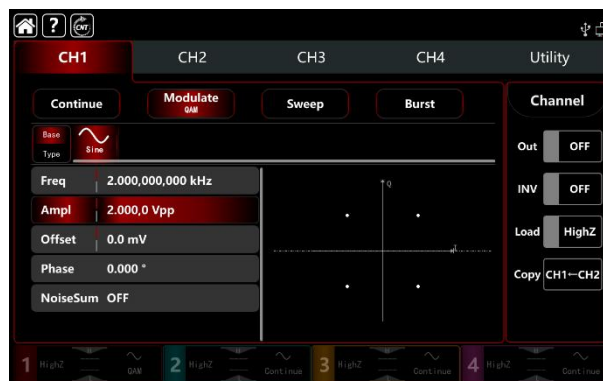 ? CNT
CH1 CH2 CH3 CH4 Utility
Continue Modulate QAM Sweep Burst Channel
Base Type Sine
Out OFF
Freq 2.000,000,000 kHz
INV OFF
Ampl 2.000,0 Vpp
Load HighZ
Offset 0.0 mV
Phase 0.000 °
Copy CH1←CH2
NoiseSum OFF
Q
I
1 HighZ QAM 2 HighZ Continue 3 HighZ Continue 4 HighZ Continue